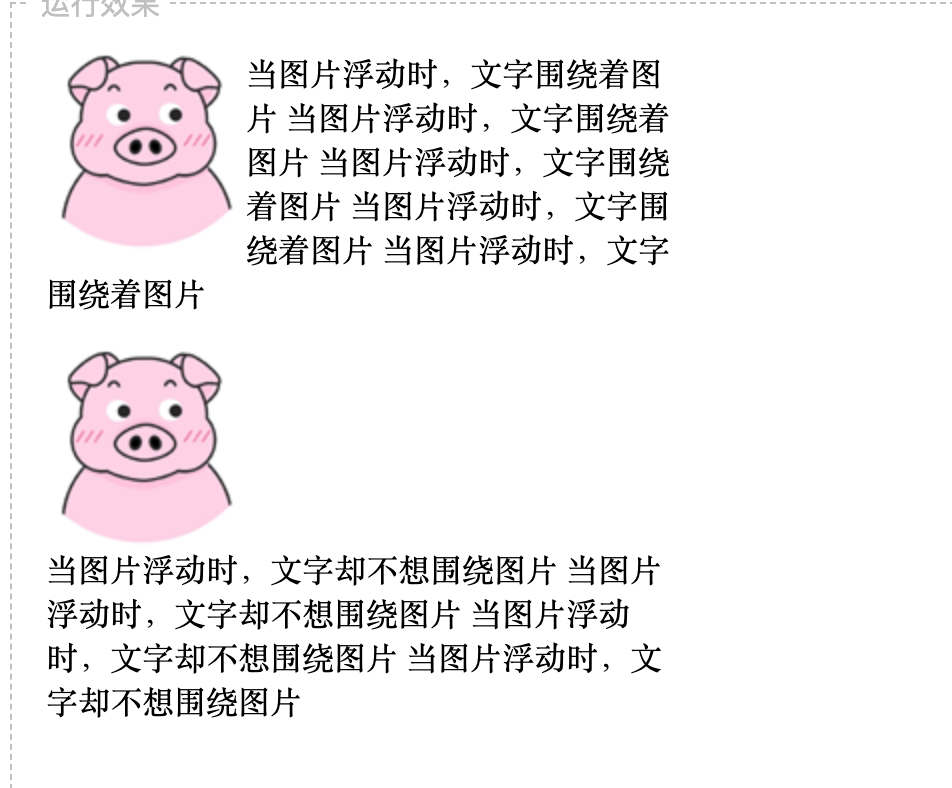 运行效果
当图片浮动时，文字围绕着图
片 当图片浮动时，文字围绕着
图片 当图片浮动时，文字围绕
着图片 当图片浮动时，文字围
绕着图片 当图片浮动时，文字
围绕着图片
当图片浮动时，文字却不想围绕图片 当图片
浮动时，文字却不想围绕图片 当图片浮动
时，文字却不想围绕图片 当图片浮动时，文
字却不想围绕图片